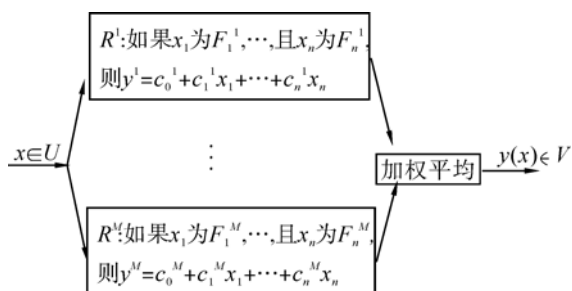 R¹:如果x₁为F₁¹,⋯,且xₙ为Fₙ¹,
则y¹=c₀¹+c₁¹x₁+⋯+cₙ¹xₙ
x∈U
⋮
加权平均
y(x)∈V
Rᴹ:如果x₁为F₁ᴹ,⋯,且xₙ为Fₙᴹ,
则yᴹ=c₀ᴹ+c₁ᴹx₁+⋯+cₙᴹxₙ